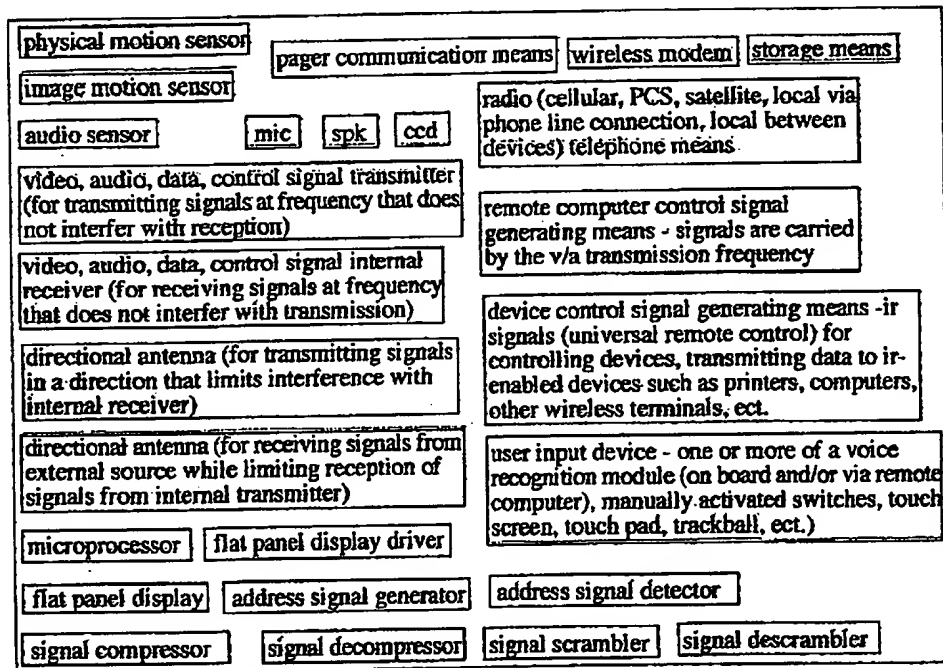 physical motion sensor
pager communication means
wireless modem
storage means
image motion sensor
audio sensor
mic
spk
ccd
radio (cellular, PCS, satellite, local via
phone line connection, local between
devices) telephone means
video, audio, data, control signal transmitter
(for transmitting signals at frequency that does
not interfer with reception)
remote computer control signal
generating means - signals are carried
by the v/a transmission frequency
video, audio, data, control signal internal
receiver (for receiving signals at frequency
that does not interfer with transmission)
device control signal generating means -ir
signals (universal remote control) for
controlling devices, transmitting data to ir-
enabled devices such as printers, computers,
other wireless terminals, ect.
directional antenna (for transmitting signals
in a direction that limits interference with
internal receiver)
directional antenna (for receiving signals from
external source while limiting reception of
signals from internal transmitter)
user input device - one or more of a voice
recognition module (on board and/or via remote
computer), manually activated switches, touch
screen, touch pad, trackball, ect.)
microprocessor
flat panel display driver
flat panel display
address signal generator
address signal detector
signal compressor
signal decompressor
signal scrambler
signal descrambler